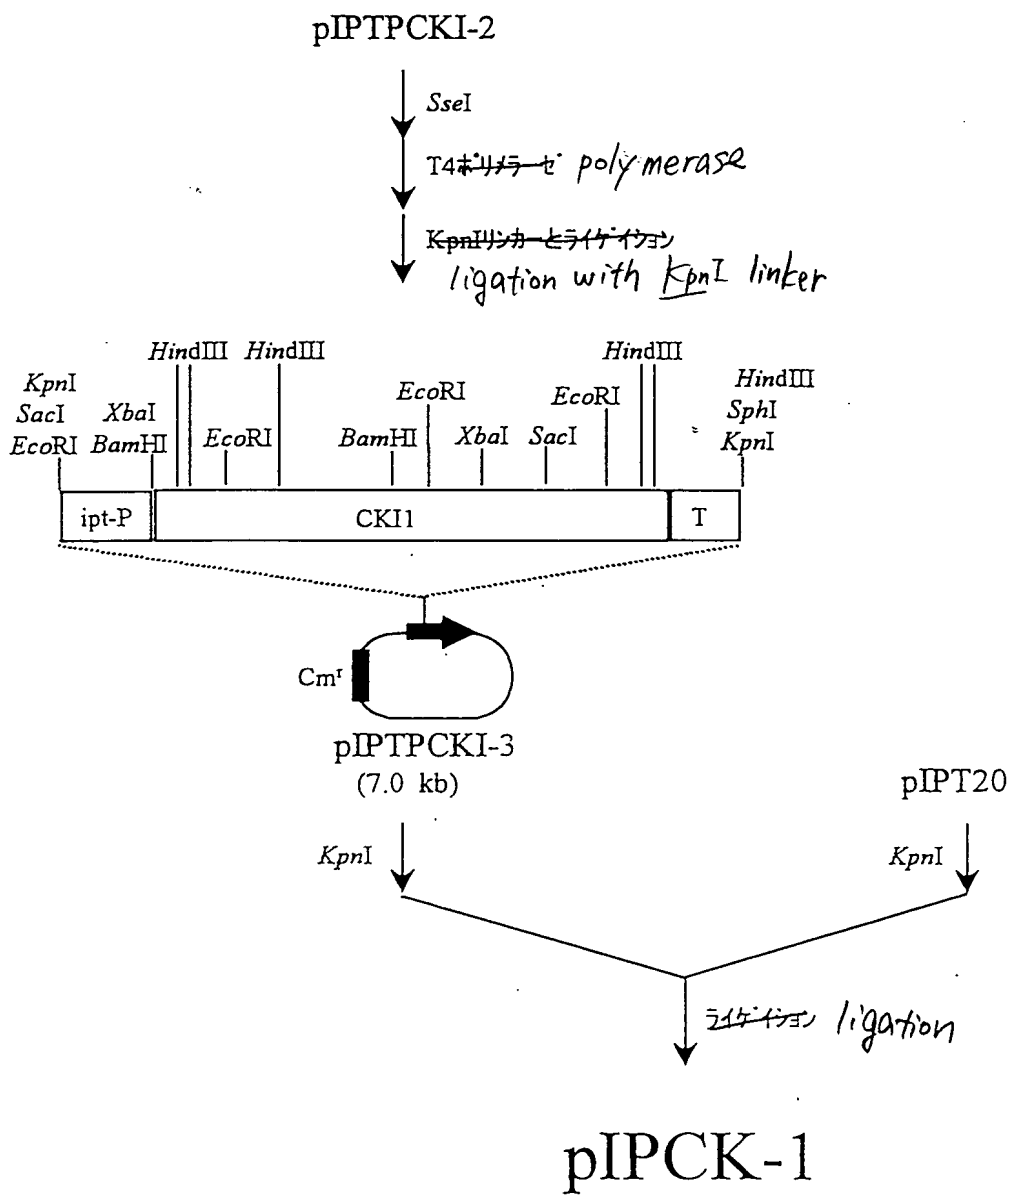 pIPTPCKI-2
SseI
T4ポリメラーゼ polymerase
KpnIリンカーとライゲイション
ligation with KpnI linker
HindIII HindIII HindIII
KpnI HindIII
SacI XbaI EcoRI EcoRI SphI
EcoRI BamHI EcoRI BamHI XbaI SacI KpnI
ipt-P CKI1 T
Cmr
pIPTPCKI-3
(7.0 kb)
pIPT20
KpnI KpnI
ライゲイション ligation
pIPCK-1